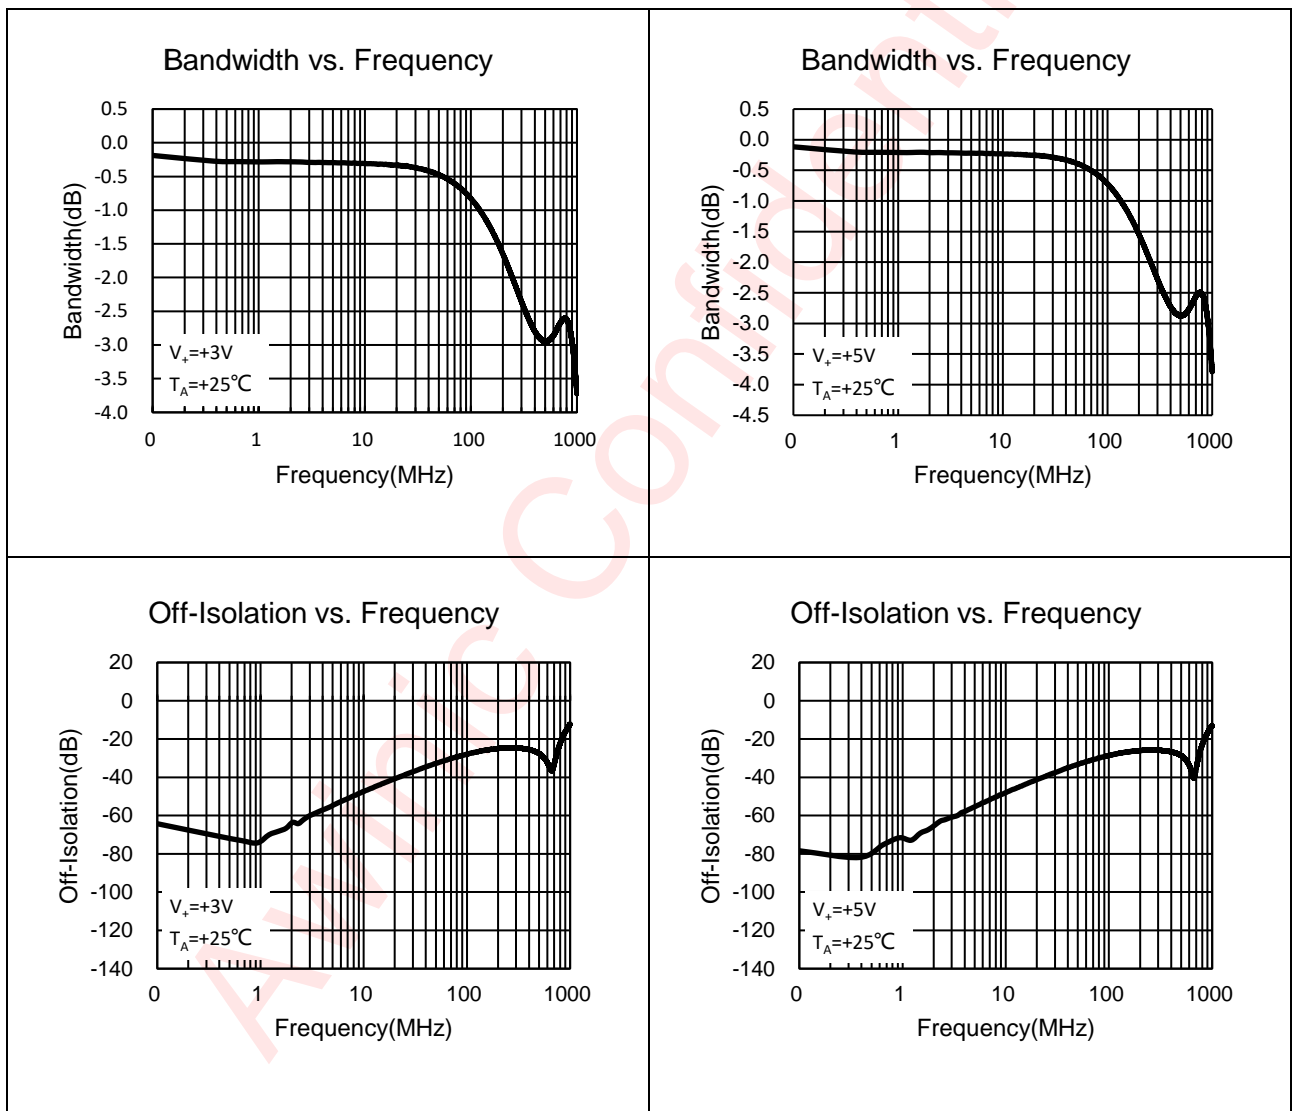 Bandwidth vs. Frequency
0.5
0.0
-0.5
-1.0
-1.5
-2.0
-2.5
-3.0
-3.5
-4.0
Bandwidth(dB)
V+=+3V
TA=+25℃
0 1 10 100 1000
Frequency(MHz)
Bandwidth vs. Frequency
0.5
0.0
-0.5
-1.0
-1.5
-2.0
-2.5
-3.0
-3.5
-4.0
-4.5
Bandwidth(dB)
V+=+5V
TA=+25℃
0 1 10 100 1000
Frequency(MHz)
Off-Isolation vs. Frequency
20
0
-20
-40
-60
-80
-100
-120
-140
Off-Isolation(dB)
V+=+3V
TA=+25℃
0 1 10 100 1000
Frequency(MHz)
Off-Isolation vs. Frequency
20
0
-20
-40
-60
-80
-100
-120
-140
Off-Isolation(dB)
V+=+5V
TA=+25℃
0 1 10 100 1000
Frequency(MHz)
Awinic Confidenti